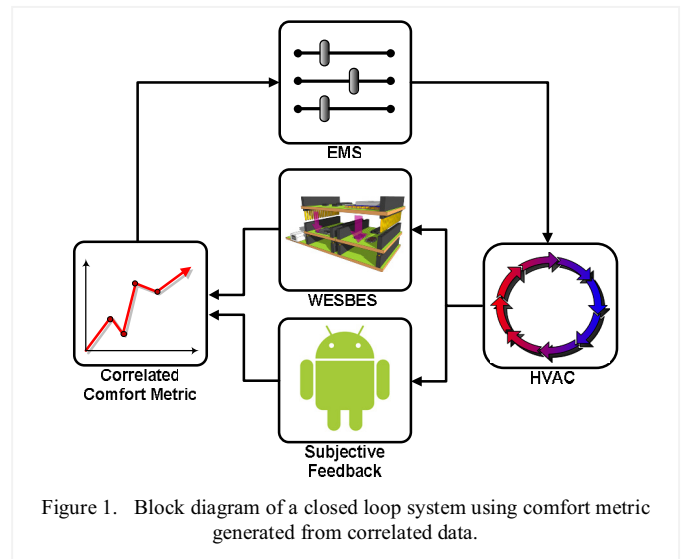 EMS
WESBES
Correlated
Comfort Metric
HVAC
Subjective
Feedback
Figure 1. Block diagram of a closed loop system using comfort metric
generated from correlated data.